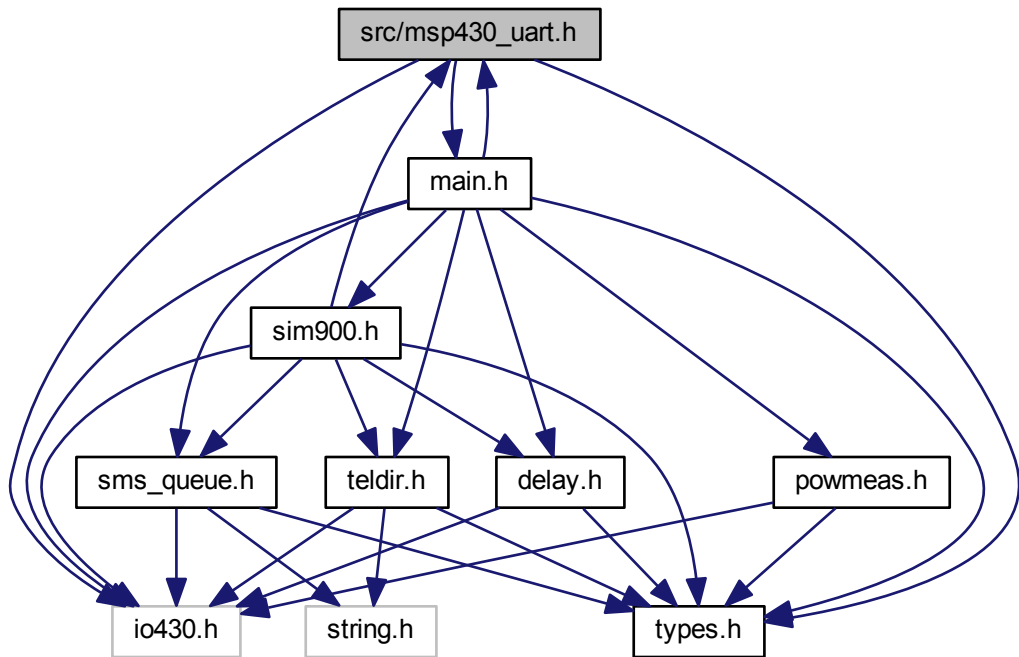 src/msp430_uart.h
main.h
sim900.h
sms_queue.h
teldir.h
delay.h
powmeas.h
io430.h
string.h
types.h